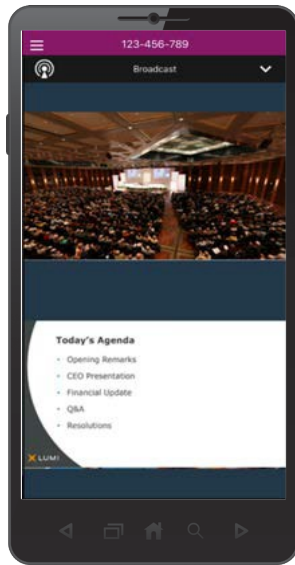 123-456-789
Broadcast
Today's Agenda
Opening Remarks
CEO Presentation
Financial Update
Q&A
Resolutions
LUMI